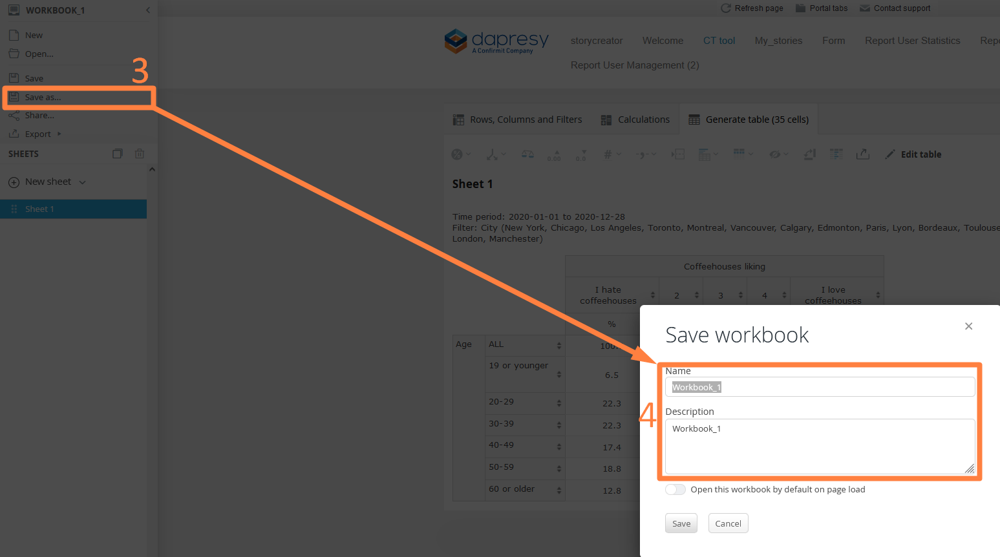 WORKBOOK_1
New
Open...
Save
3
Save as...
Share...
Export
SHEETS
New sheet
Sheet 1
Refresh page Portal tabs Contact support
dapresy
A Confirmit Company
storycreator Welcome CT tool My_stories Form Report User Statistics Repo
Report User Management (2)
Rows, Columns and Filters Calculations Generate table (35 cells)
0.00 0.0 # Edit table
Sheet 1
Time period: 2020-01-01 to 2020-12-28
Filter: City (New York, Chicago, Los Angeles, Toronto, Montreal, Vancouver, Calgary, Edmonton, Paris, Lyon, Bordeaux, Toulouse
London, Manchester)
Coffeehouses liking
I hate
coffeehouses
2 3 4
I love
coffeehouses
%
Age ALL 100.
19 or younger 6.5
20-29 22.3
30-39 22.3
40-49 17.4
50-59 18.8
60 or older 12.8
Save workbook
Name
Workbook_1
4
Description
Workbook_1
Open this workbook by default on page load
Save Cancel